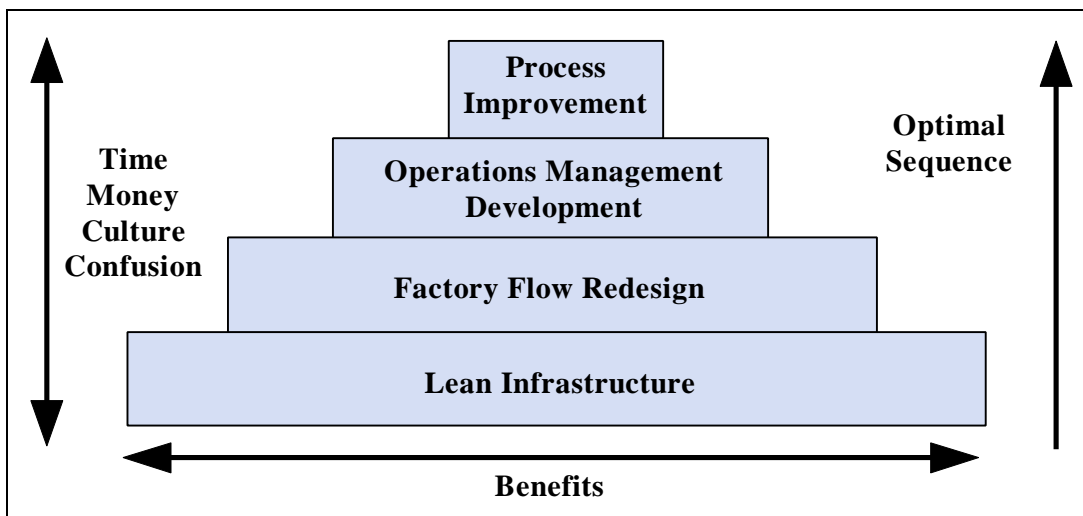 Process
Improvement
Operations Management
Development
Factory Flow Redesign
Lean Infrastructure
Time
Money
Culture
Confusion
Optimal
Sequence
Benefits